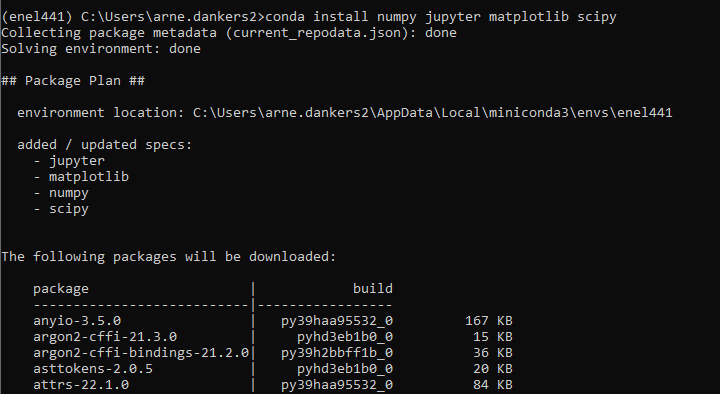 (enel441) C:\Users\arne.dankers2>conda install numpy jupyter matplotlib scipy
Collecting package metadata (current_repodata.json): done
Solving environment: done
## Package Plan ##
environment location: C:\Users\arne.dankers2\AppData\Local\miniconda3\envs\enel441
added / updated specs:
- jupyter
- matplotlib
- numpy
- scipy
The following packages will be downloaded:
package | build
---------------------------|-----------------
anyio-3.5.0 | py39haa95532_0 167 KB
argon2-cffi-21.3.0 | pyhd3eb1b0_0 15 KB
argon2-cffi-bindings-21.2.0| py39h2bbff1b_0 36 KB
asttokens-2.0.5 | pyhd3eb1b0_0 20 KB
attrs-22.1.0 | py39haa95532_0 84 KB